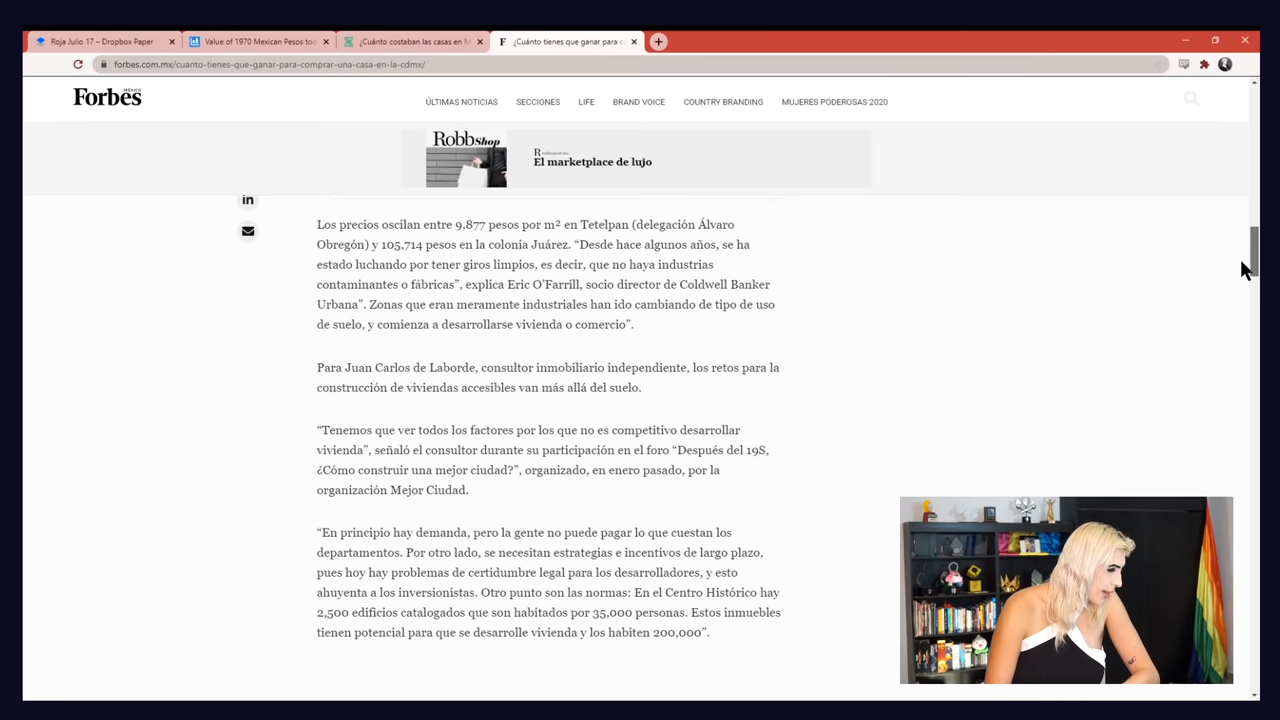 Roja Julio 17 – Dropbox Paper
Value of 1970 Mexican Pesos tod
¿Cuánto costaban las casas en M
¿Cuánto tienes que ganar para c
forbes.com.mx/cuanto-tienes-que-ganar-para-comprar-una-casa-en-la-cdmx/
Forbes
MÉXICO
ÚLTIMAS NOTICIAS SECCIONES LIFE BRAND VOICE COUNTRY BRANDING MUJERES PODEROSAS 2020
Robb shop
El marketplace de lujo
in
Los precios oscilan entre 9,877 pesos por m² en Tetelpan (delegación Álvaro
Obregón) y 105,714 pesos en la colonia Juárez. “Desde hace algunos años, se ha
estado luchando por tener giros limpios, es decir, que no haya industrias
contaminantes o fábricas”, explica Eric O’Farrill, socio director de Coldwell Banker
Urbana”. Zonas que eran meramente industriales han ido cambiando de tipo de uso
de suelo, y comienza a desarrollarse vivienda o comercio”.
Para Juan Carlos de Laborde, consultor inmobiliario independiente, los retos para la
construcción de viviendas accesibles van más allá del suelo.
“Tenemos que ver todos los factores por los que no es competitivo desarrollar
vivienda”, señaló el consultor durante su participación en el foro “Después del 19S,
¿Cómo construir una mejor ciudad?”, organizado, en enero pasado, por la
organización Mejor Ciudad.
“En principio hay demanda, pero la gente no puede pagar lo que cuestan los
departamentos. Por otro lado, se necesitan estrategias e incentivos de largo plazo,
pues hoy hay problemas de certidumbre legal para los desarrolladores, y esto
ahuyenta a los inversionistas. Otro punto son las normas: En el Centro Histórico hay
2,500 edificios catalogados que son habitados por 35,000 personas. Estos inmuebles
tienen potencial para que se desarrolle vivienda y los habiten 200,000”.